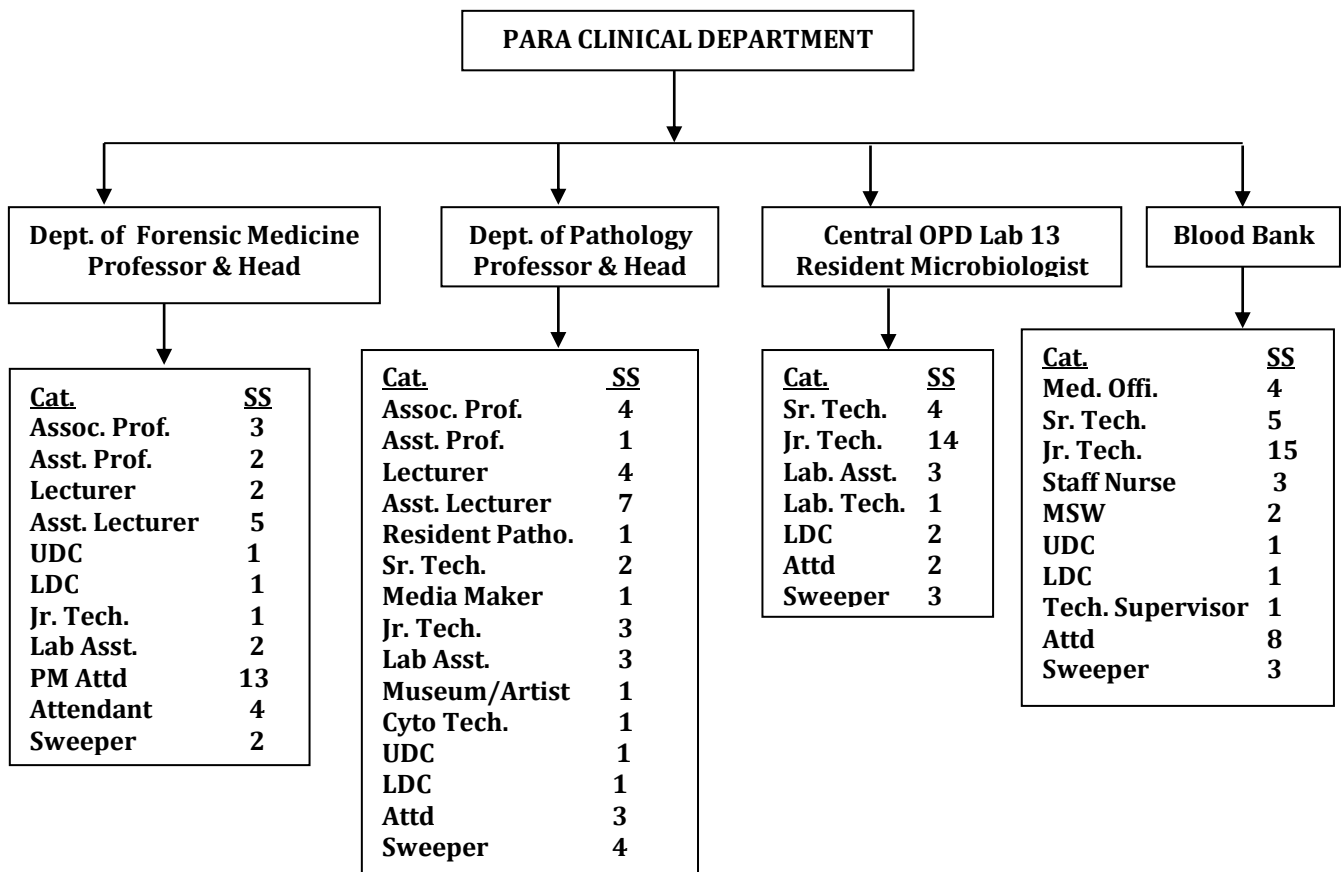 PARA CLINICAL DEPARTMENT
Dept. of Forensic Medicine
Professor & Head
Cat. SS
Assoc. Prof. 3
Asst. Prof. 2
Lecturer 2
Asst. Lecturer 5
UDC 1
LDC 1
Jr. Tech. 1
Lab Asst. 2
PM Attd 13
Attendant 4
Sweeper 2
Dept. of Pathology
Professor & Head
Cat. SS
Assoc. Prof. 4
Asst. Prof. 1
Lecturer 4
Asst. Lecturer 7
Resident Patho. 1
Sr. Tech. 2
Media Maker 1
Jr. Tech. 3
Lab Asst. 3
Museum/Artist 1
Cyto Tech. 1
UDC 1
LDC 1
Attd 3
Sweeper 4
Central OPD Lab 13
Resident Microbiologist
Cat. SS
Sr. Tech. 4
Jr. Tech. 14
Lab. Asst. 3
Lab. Tech. 1
LDC 2
Attd 2
Sweeper 3
Blood Bank
Cat. SS
Med. Offi. 4
Sr. Tech. 5
Jr. Tech. 15
Staff Nurse 3
MSW 2
UDC 1
LDC 1
Tech. Supervisor 1
Attd 8
Sweeper 3